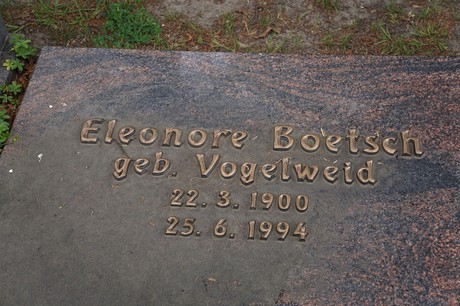 Eleonore Boetsch
geb. Vogelweid
22. 3. 1900
25. 6. 1994